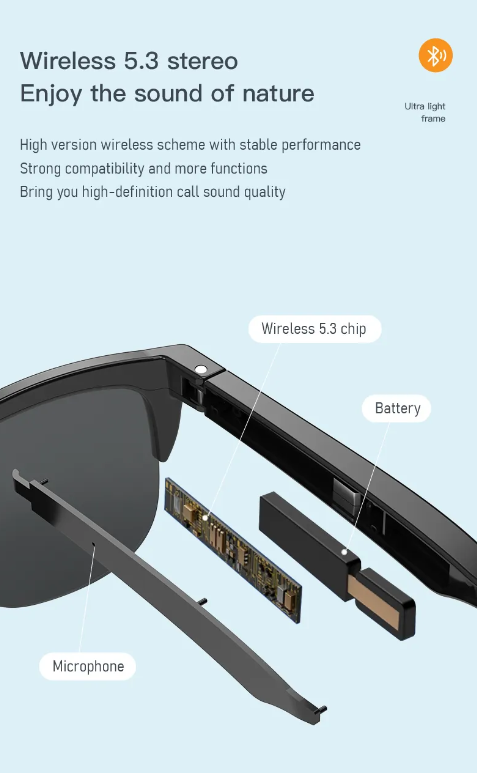 Wireless 5.3 stereo
Enjoy the sound of nature
Ultra light
frame
High version wireless scheme with stable performance
Strong compatibility and more functions
Bring you high-definition call sound quality
Wireless 5.3 chip
Battery
Microphone